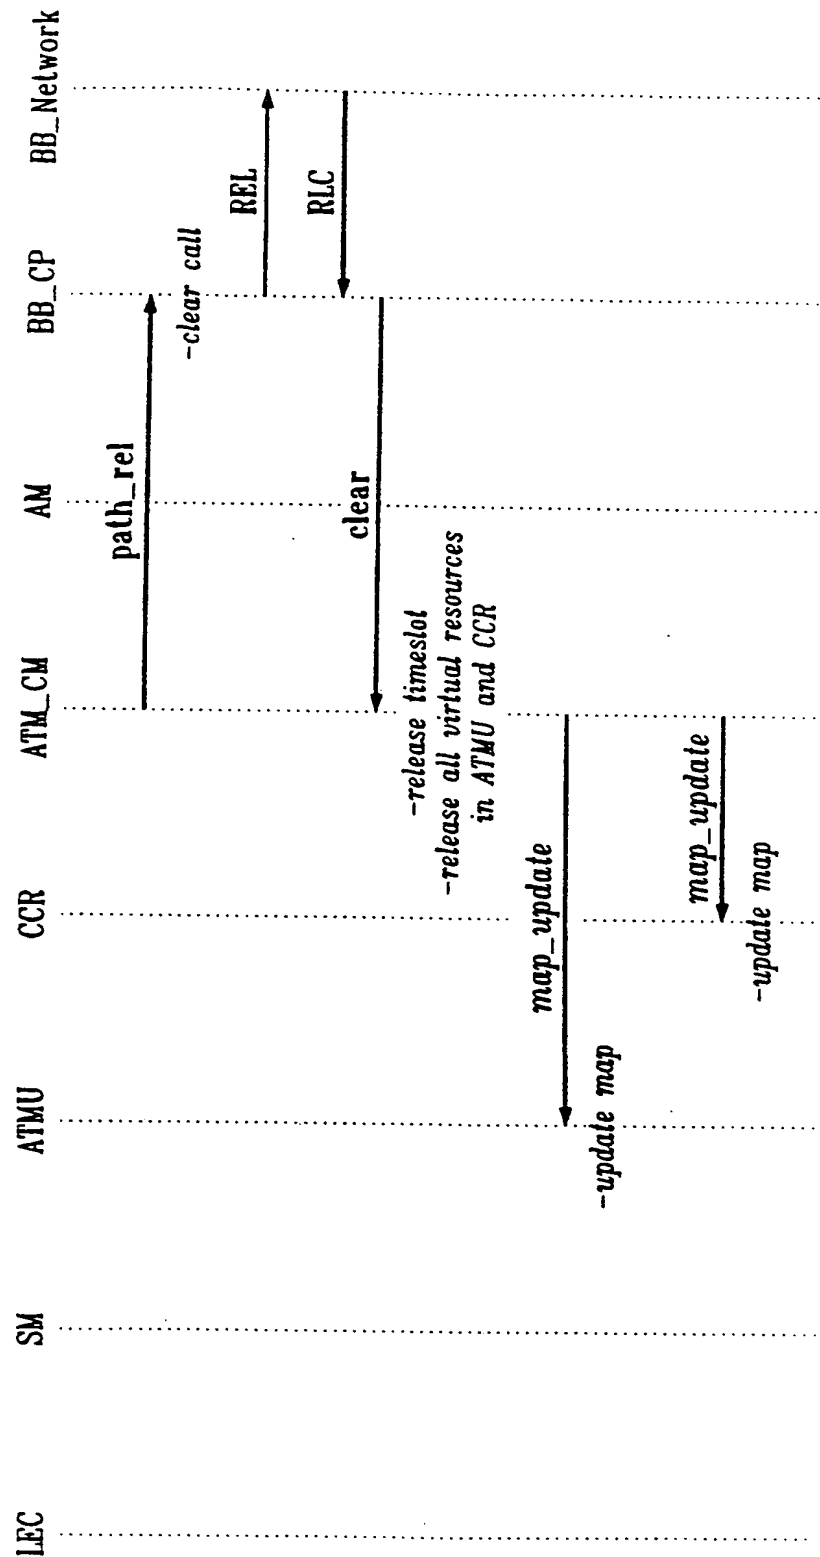 LEC
SM
ATMU
CCR
ATM_CM
AM
BB_CP
BB_Network
path_rel
-clear call
REL
RLC
clear
-release timeslot
-release all virtual resources
in ATMU and CCR
map_update
-update map
map_update
-update map